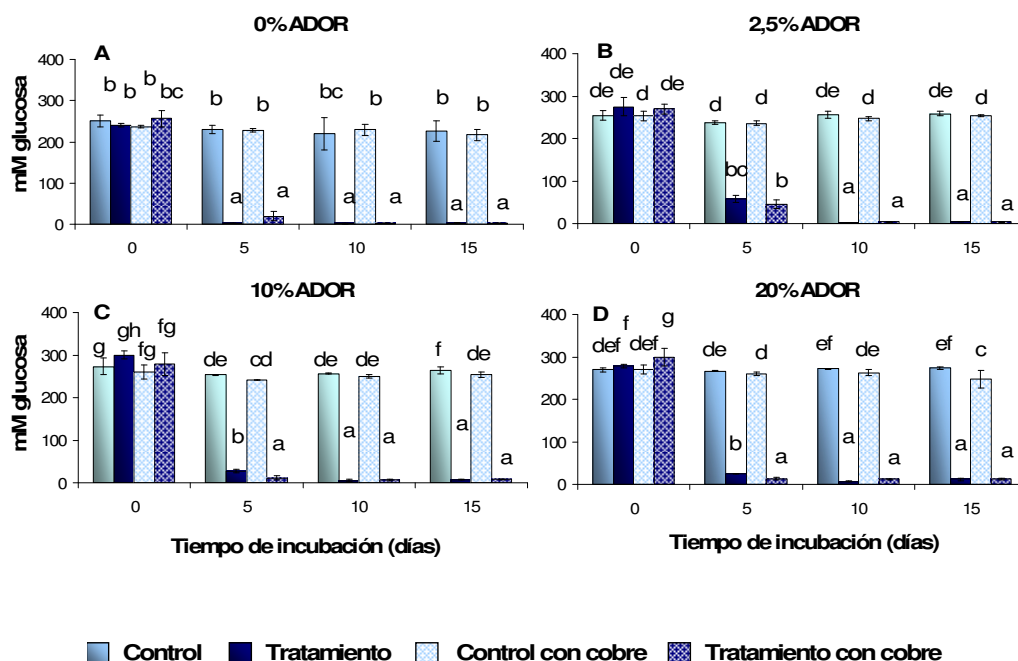 0% ADOR
A
mM glucosa
400
300
200
100
0
b b b bc
b a b a
bc a b a
b a b a
0 5 10 15
2,5% ADOR
B
400
300
200
100
0
de de d de
d bc d b
de a d a
de a d a
0 5 10 15
10% ADOR
C
mM glucosa
400
300
200
100
0
g gh fg fg
de b cd a
de a de a
f a de a
0 5 10 15
Tiempo de incubación (días)
20% ADOR
D
400
300
200
100
0
def f def g
de b d a
ef a de a
ef a c a
0 5 10 15
Tiempo de incubación (días)
Control Tratamiento Control con cobre Tratamiento con cobre